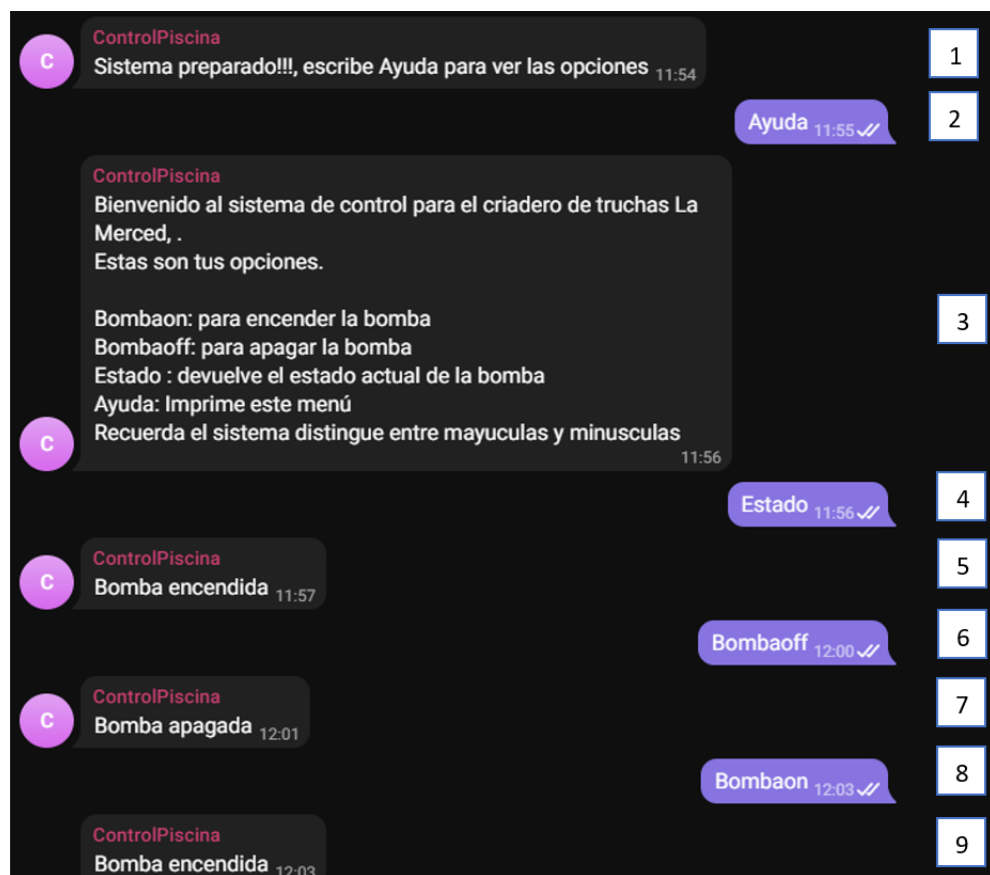 ControlPiscina
C
Sistema preparado!!!, escribe Ayuda para ver las opciones 11:54
1
Ayuda 11:55
2
ControlPiscina
Bienvenido al sistema de control para el criadero de truchas La
Merced, .
Estas son tus opciones.
Bombaon: para encender la bomba
3
Bombaoff: para apagar la bomba
Estado : devuelve el estado actual de la bomba
Ayuda: Imprime este menú
Recuerda el sistema distingue entre mayuculas y minusculas
C
11:56
Estado 11:56
4
ControlPiscina
C
Bomba encendida 11:57
5
Bombaoff 12:00
6
ControlPiscina
C
Bomba apagada 12:01
7
Bombaon 12:03
8
ControlPiscina
Bomba encendida 12:03
9